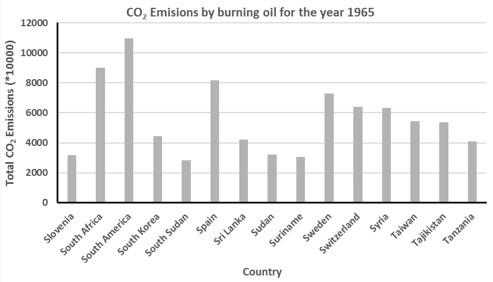 CO₂ Emisions by burning oil for the year 1965
Total CO₂ Emissions (*10000)
12000
10000
8000
6000
4000
2000
0
Slovenia
South Africa
South America
South Korea
South Sudan
Spain
Sri Lanka
Sudan
Suriname
Sweden
Switzerland
Syria
Taiwan
Tajikistan
Tanzania
Country